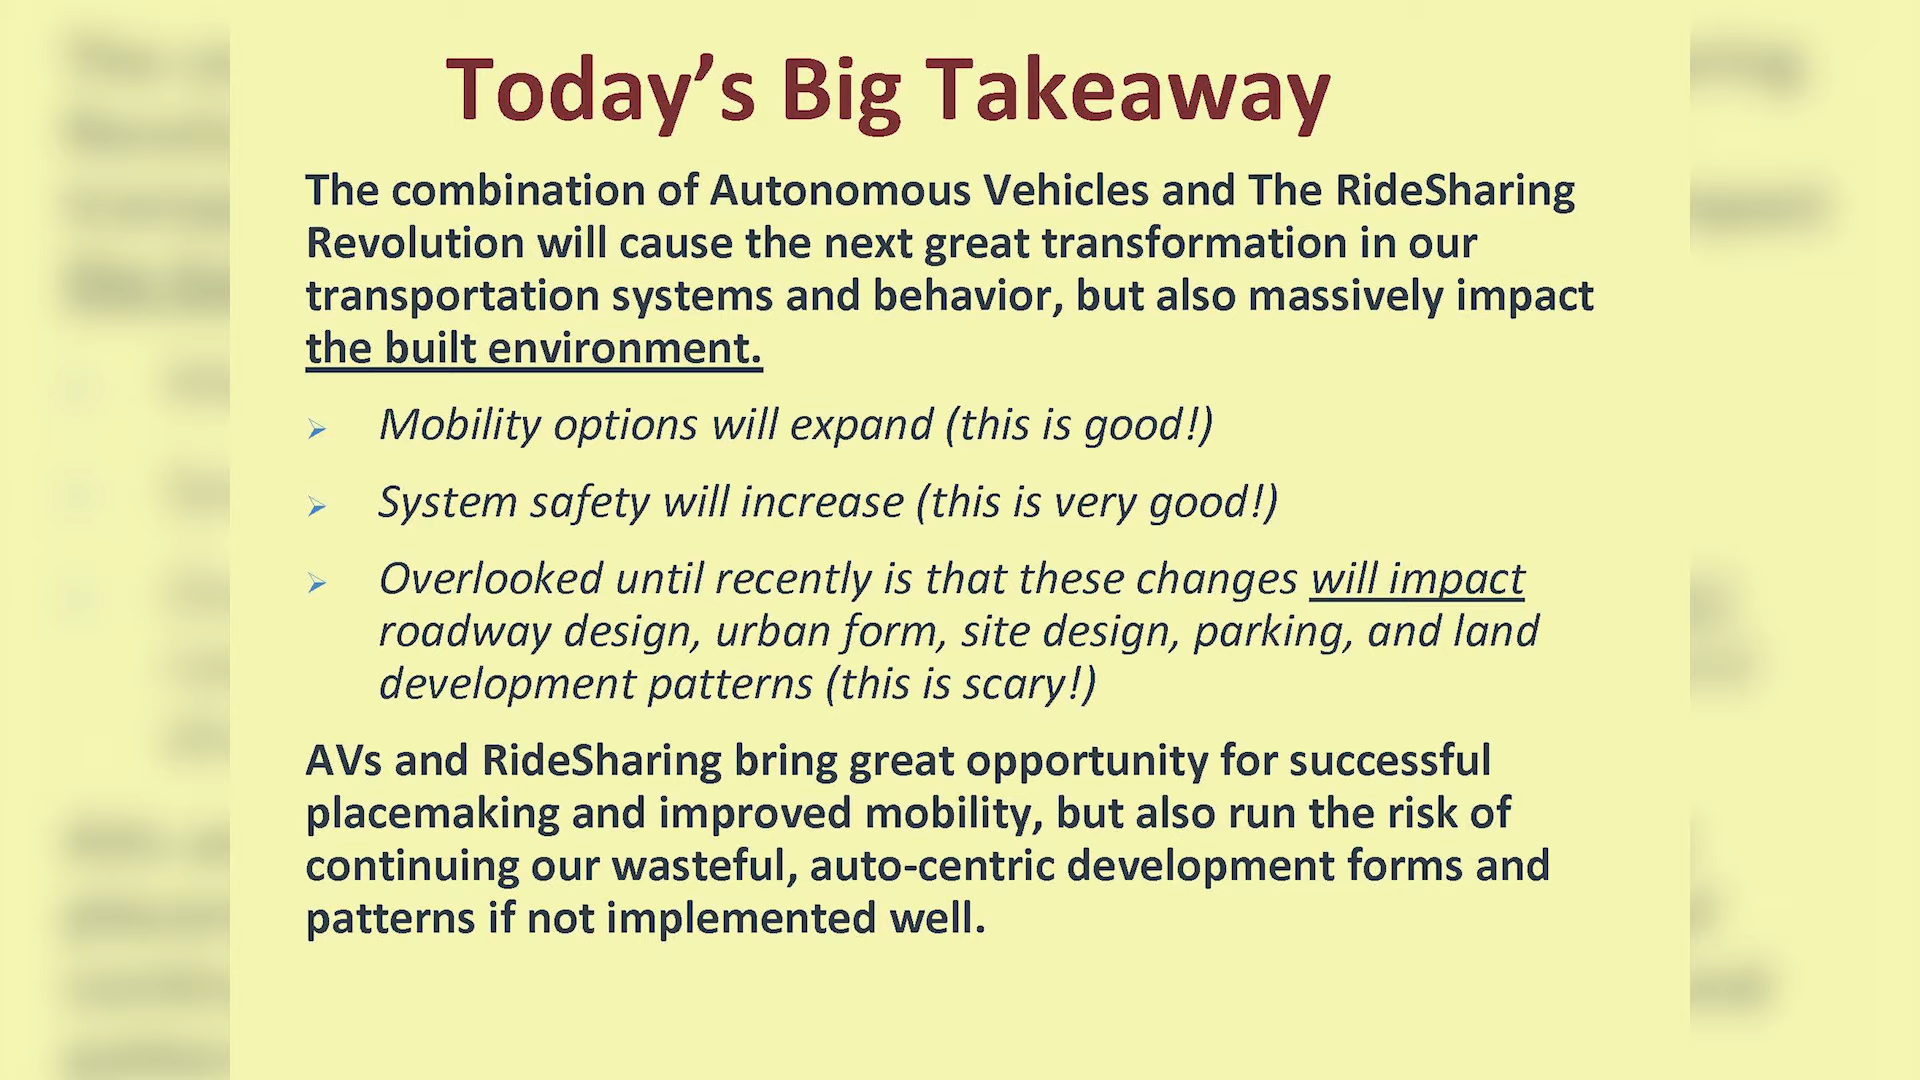 Today’s Big Takeaway
The combination of Autonomous Vehicles and The RideSharing
Revolution will cause the next great transformation in our
transportation systems and behavior, but also massively impact
the built environment.
Mobility options will expand (this is good!)
System safety will increase (this is very good!)
Overlooked until recently is that these changes will impact
roadway design, urban form, site design, parking, and land
development patterns (this is scary!)
AVs and RideSharing bring great opportunity for successful
placemaking and improved mobility, but also run the risk of
continuing our wasteful, auto-centric development forms and
patterns if not implemented well.